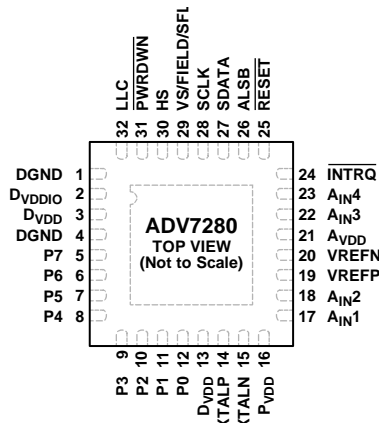 32 LLC
31 PWRDWN
30 HS
29 VS/FIELD/SFL
28 SCLK
27 SDATA
26 ALSB
25 RESET
DGND 1
DVDDIO 2
DVDD 3
DGND 4
P7 5
P6 6
P5 7
P4 8
ADV7280
TOP VIEW
(Not to Scale)
24 INTRQ
23 AIN4
22 AIN3
21 AVDD
20 VREFN
19 VREFP
18 AIN2
17 AIN1
P3 9
P2 10
P1 11
P0 12
DVDD 13
XTALP 14
XTALN 15
PVDD 16